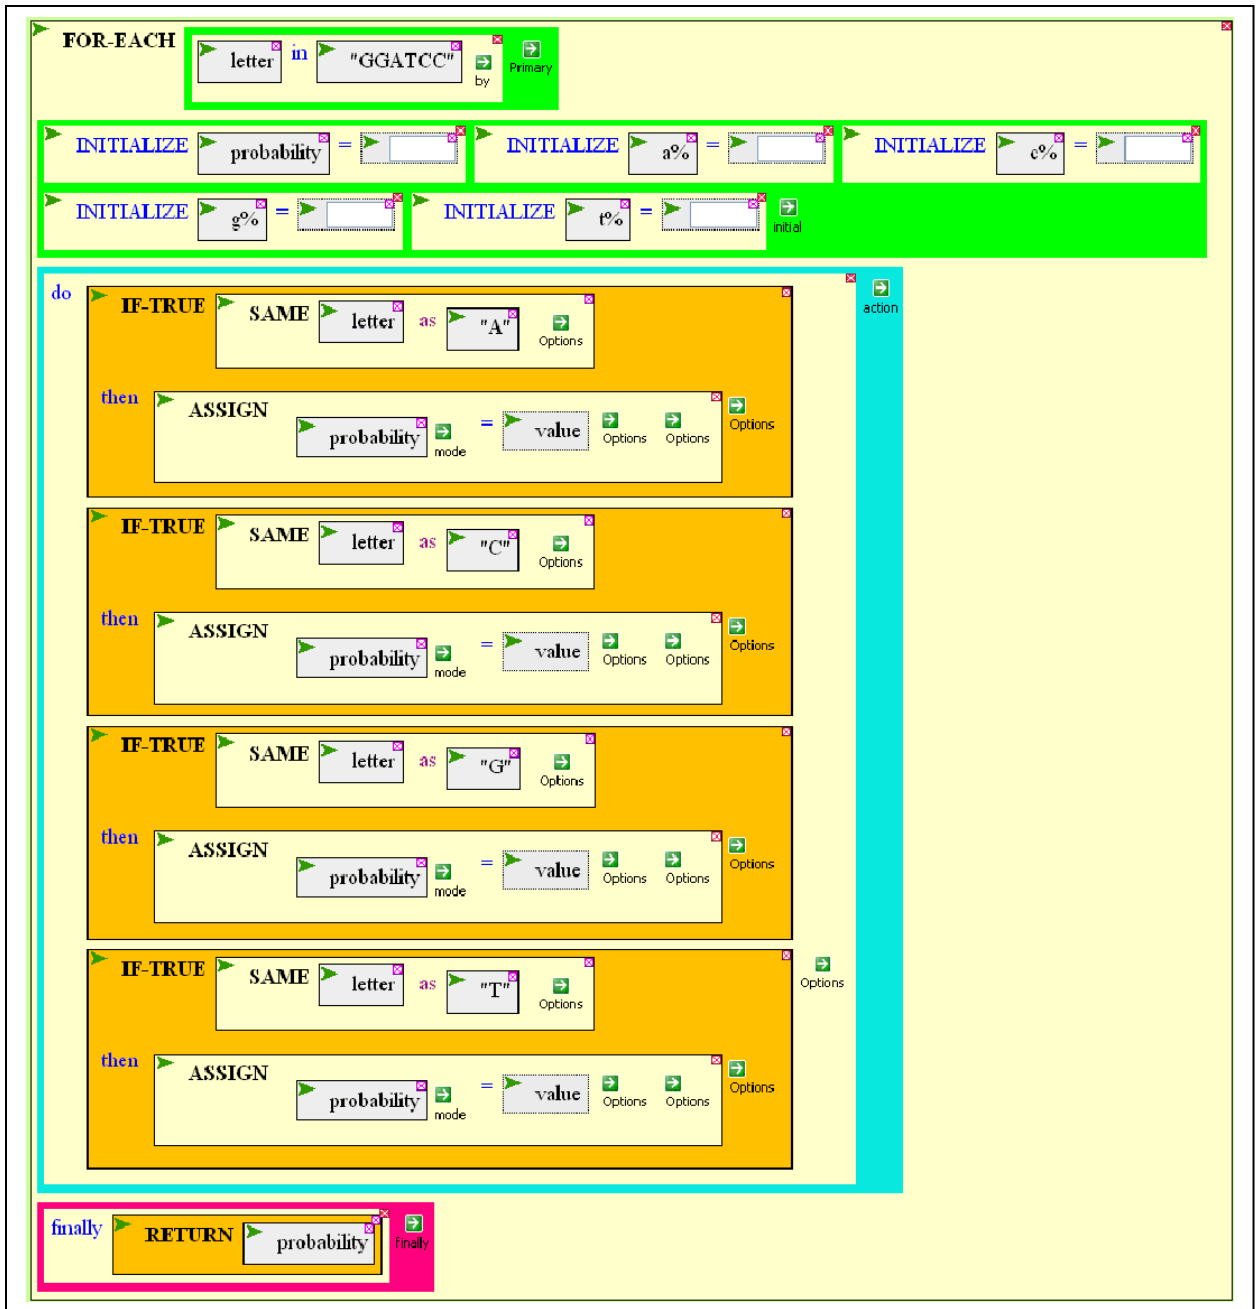 FOR-EACH letter in "GGATCC" by Primary
INITIALIZE probability = INITIALIZE a% = INITIALIZE c% =
INITIALIZE g% = INITIALIZE t% = initial
do IF-TRUE SAME letter as "A" Options action
then ASSIGN probability mode = value Options Options Options
IF-TRUE SAME letter as "C" Options
then ASSIGN probability mode = value Options Options Options
IF-TRUE SAME letter as "G" Options
then ASSIGN probability mode = value Options Options Options
IF-TRUE SAME letter as "T" Options Options
then ASSIGN probability mode = value Options Options Options
finally RETURN probability finally